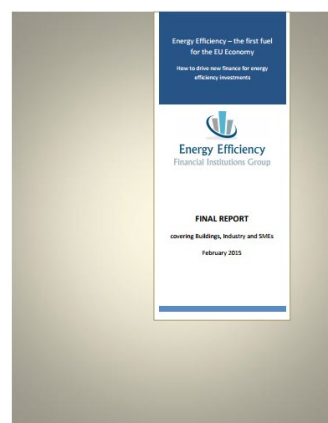 Energy Efficiency – the first fuel
for the EU Economy
How to drive new finance for energy
efficiency investments
Energy Efficiency
Financial Institutions Group
FINAL REPORT
covering Buildings, Industry and SMEs
February 2015